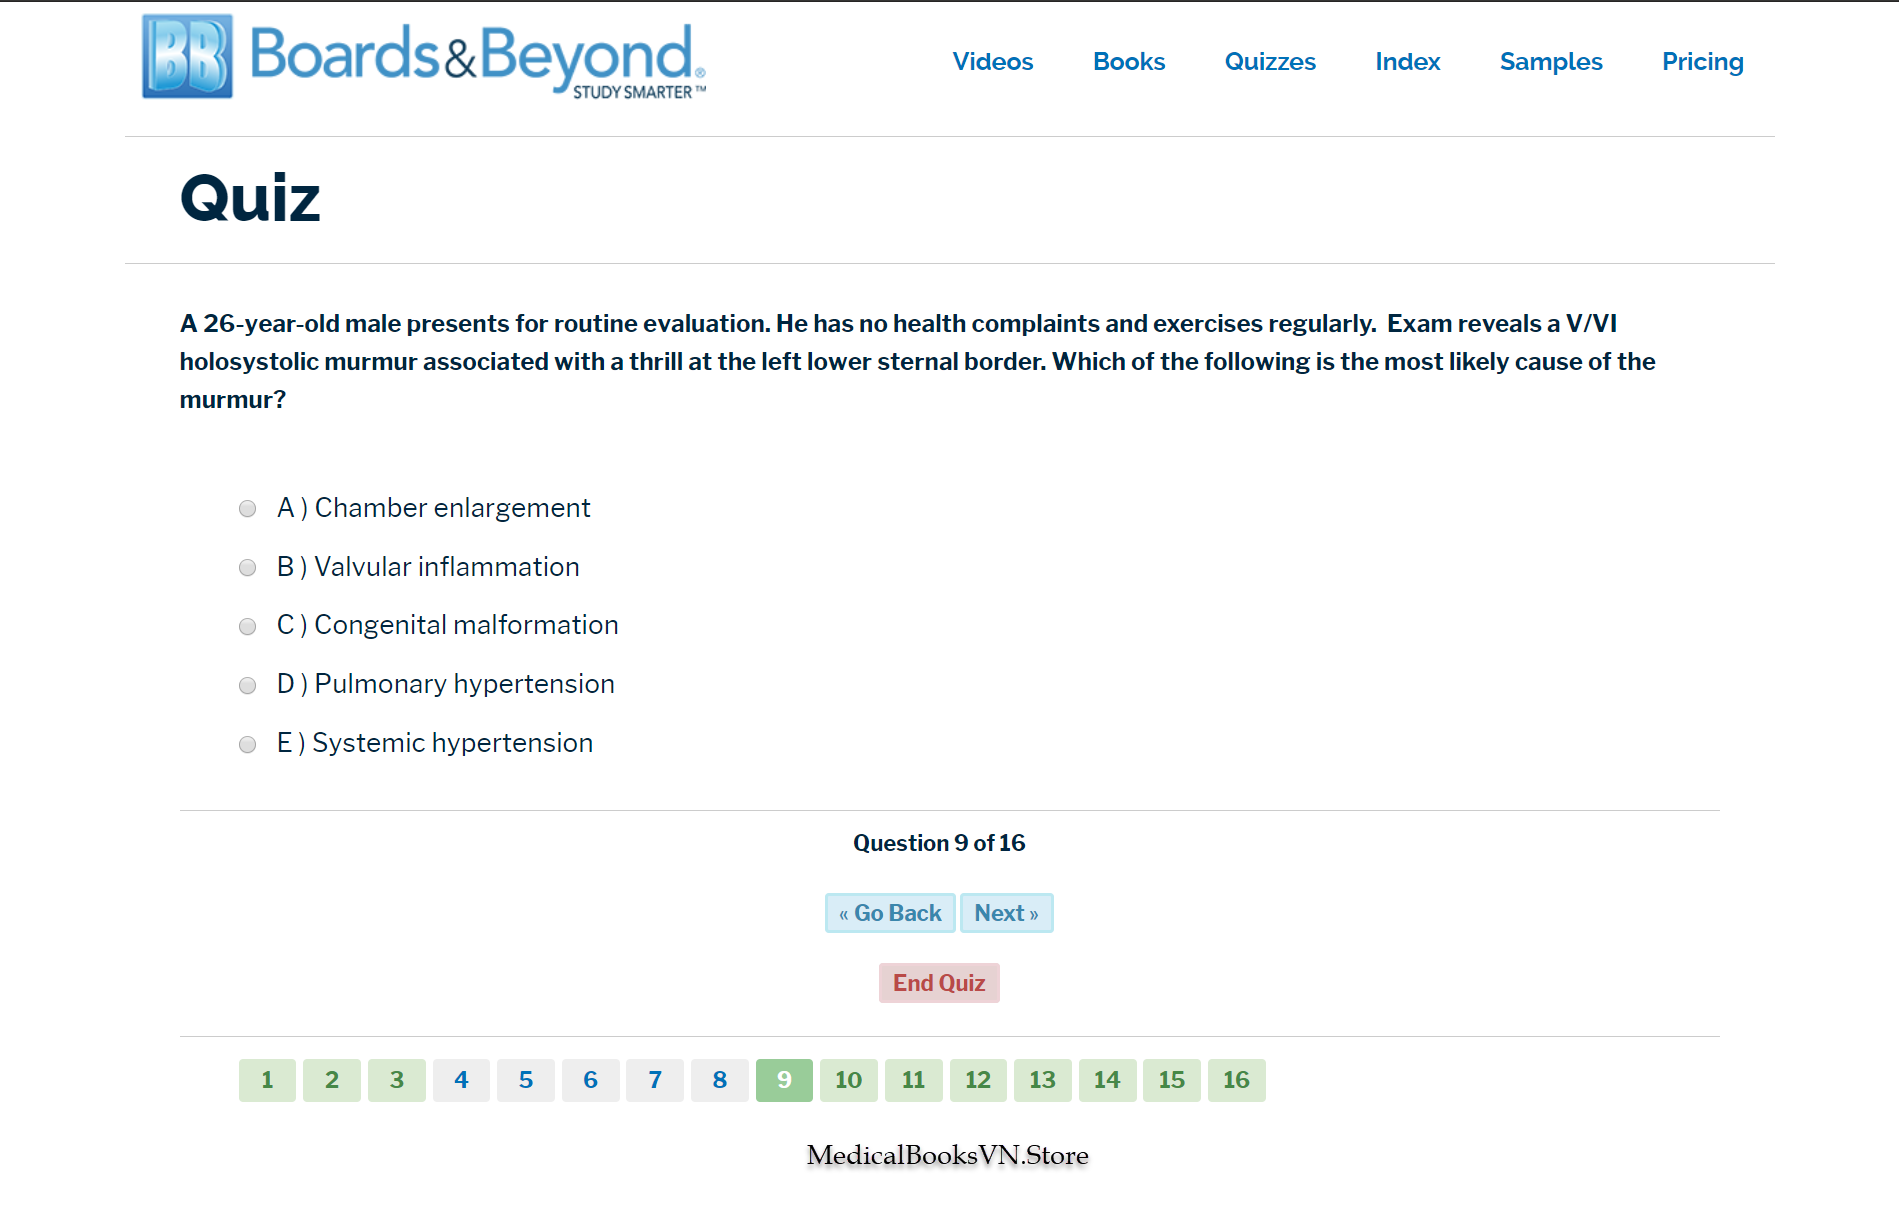 BB Boards&Beyond®
STUDY SMARTER™
Videos Books Quizzes Index Samples Pricing
Quiz
A 26-year-old male presents for routine evaluation. He has no health complaints and exercises regularly.  Exam reveals a V/VI
holosystolic murmur associated with a thrill at the left lower sternal border. Which of the following is the most likely cause of the
murmur?
A ) Chamber enlargement
B ) Valvular inflammation
C ) Congenital malformation
D ) Pulmonary hypertension
E ) Systemic hypertension
Question 9 of 16
« Go Back Next »
End Quiz
1 2 3 4 5 6 7 8 9 10 11 12 13 14 15 16
MedicalBooksVN.Store